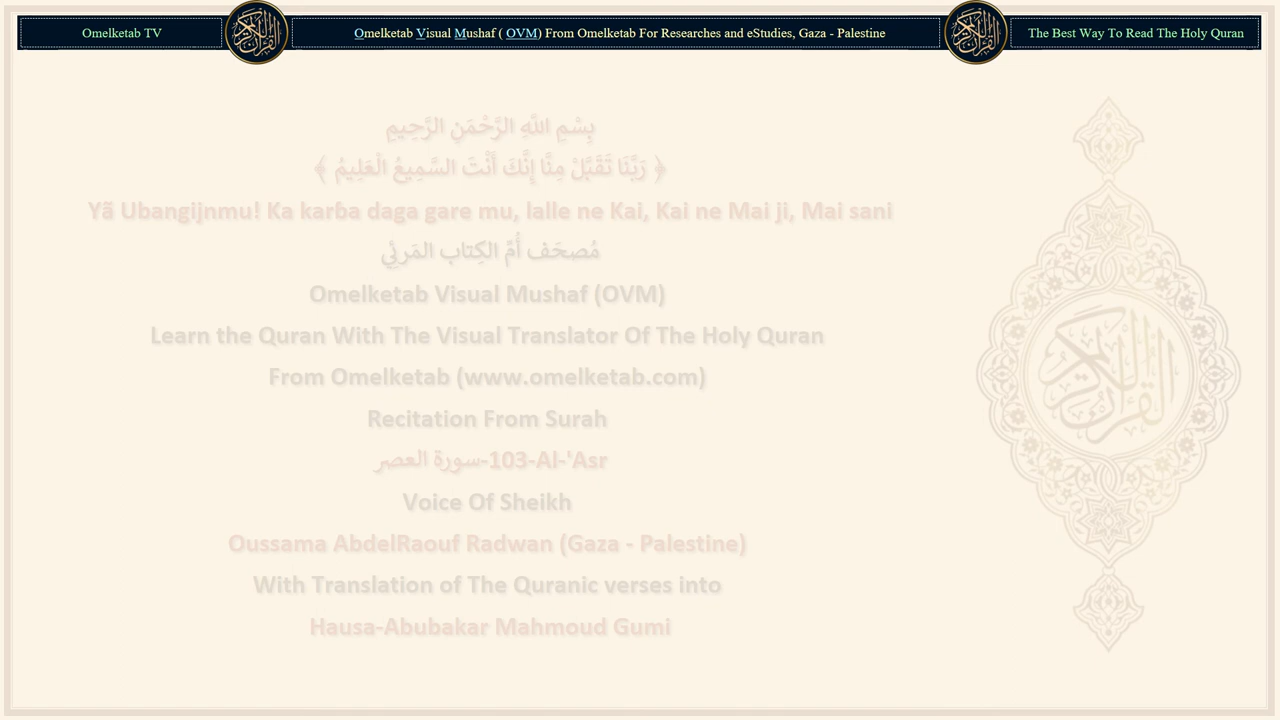 Omelketab TV
Omelketab Visual Mushaf ( OVM) From Omelketab For Researches and eStudies, Gaza - Palestine
The Best Way To Read The Holy Quran
بِسْمِ اللَّهِ الرَّحْمَنِ الرَّحِيمِ
﴿ رَبَّنَا تَقَبَّلْ مِنَّا إِنَّكَ أَنْتَ السَّمِيعُ الْعَلِيمُ ﴾
Yã Ubangijnmu! Ka karɓa daga gare mu, lalle ne Kai, Kai ne Mai ji, Mai sani
مُصحَف أُمّ الكِتاب المَرئي
Omelketab Visual Mushaf (OVM)
Learn the Quran With The Visual Translator Of The Holy Quran
From Omelketab (www.omelketab.com)
Recitation From Surah
سورة العصر-103-Al-'Asr
Voice Of Sheikh
Oussama AbdelRaouf Radwan (Gaza - Palestine)
With Translation of The Quranic verses into
Hausa-Abubakar Mahmoud Gumi
القرآن الكريم